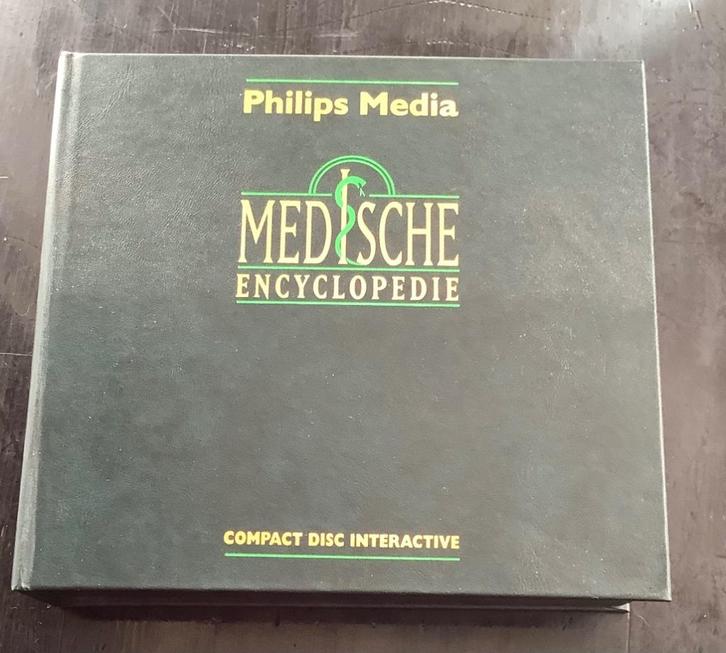 Philips Media
MEDISCHE
ENCYCLOPEDIE
COMPACT DISC INTERACTIVE